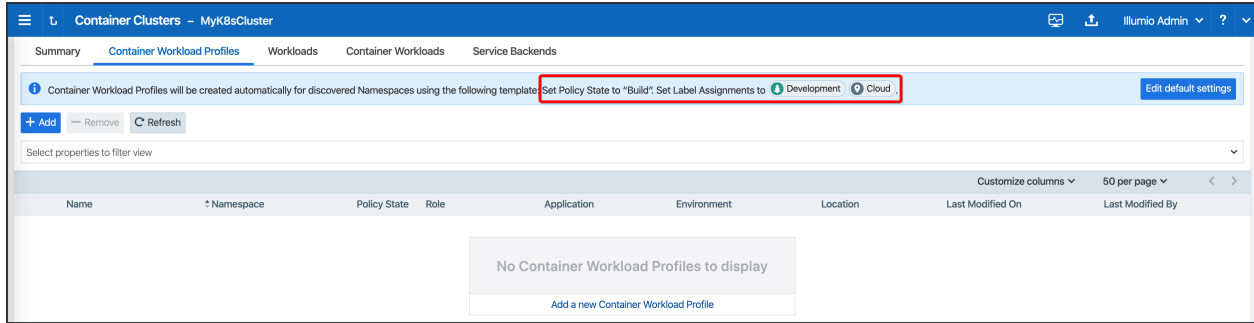 Container Clusters – MyK8sCluster
Illumio Admin
?
Summary Container Workload Profiles Workloads Container Workloads Service Backends
Container Workload Profiles will be created automatically for discovered Namespaces using the following template: Set Policy State to “Build”. Set Label Assignments to Development Cloud .
Edit default settings
+ Add — Remove Refresh
Select properties to filter view
Customize columns 50 per page
Name Namespace Policy State Role Application Environment Location Last Modified On Last Modified By
No Container Workload Profiles to display
Add a new Container Workload Profile